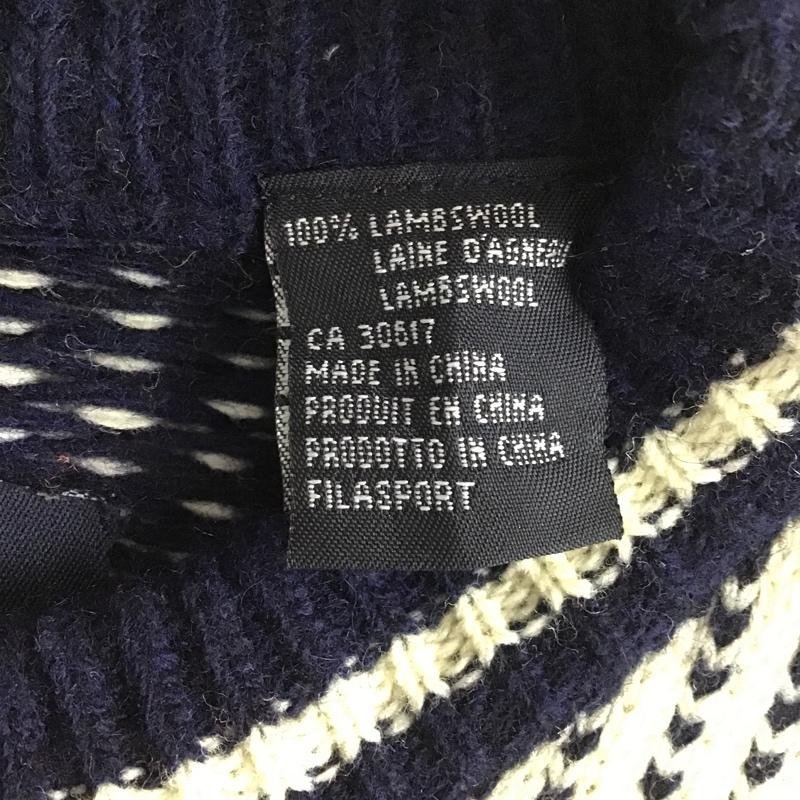 100% LAMBSWOOL
LAINE D'AGNEAU
LAMBSWOOL
CA 30617
MADE IN CHINA
PRODUIT EN CHINA
PRODOTTO IN CHINA
FILASPORT